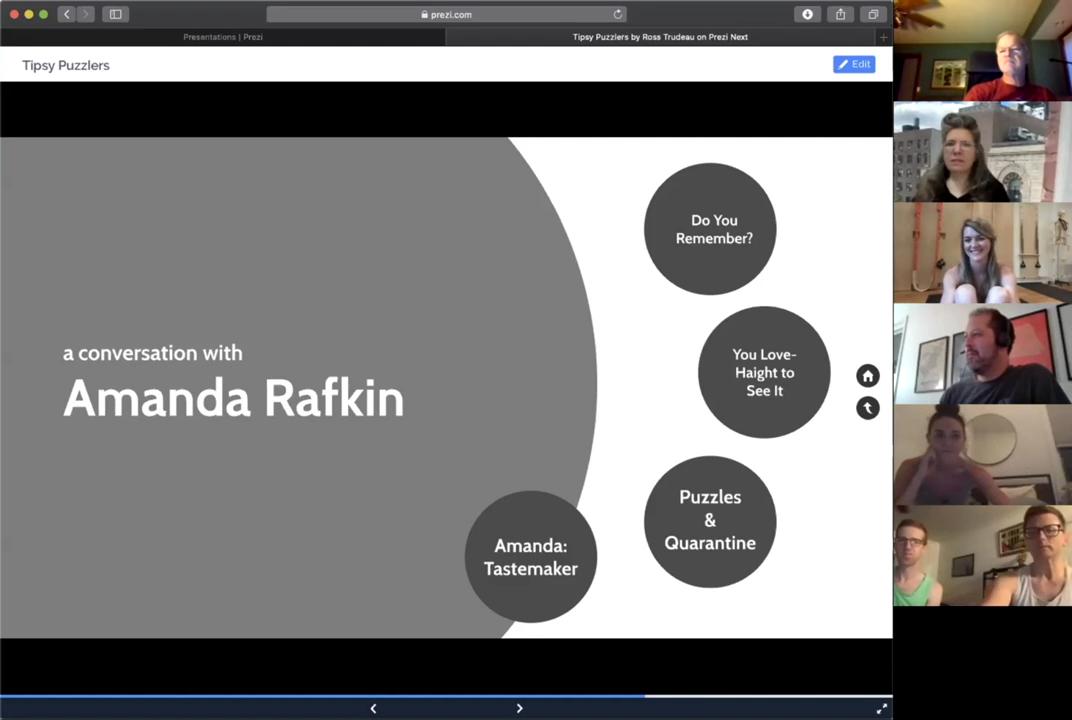 prezi.com
Presentations | Prezi
Tipsy Puzzlers by Ross Trudeau on Prezi Next
Tipsy Puzzlers
Edit
a conversation with
Amanda Rafkin
Do You
Remember?
You Love-
Haight to
See It
Puzzles
&
Quarantine
Amanda:
Tastemaker